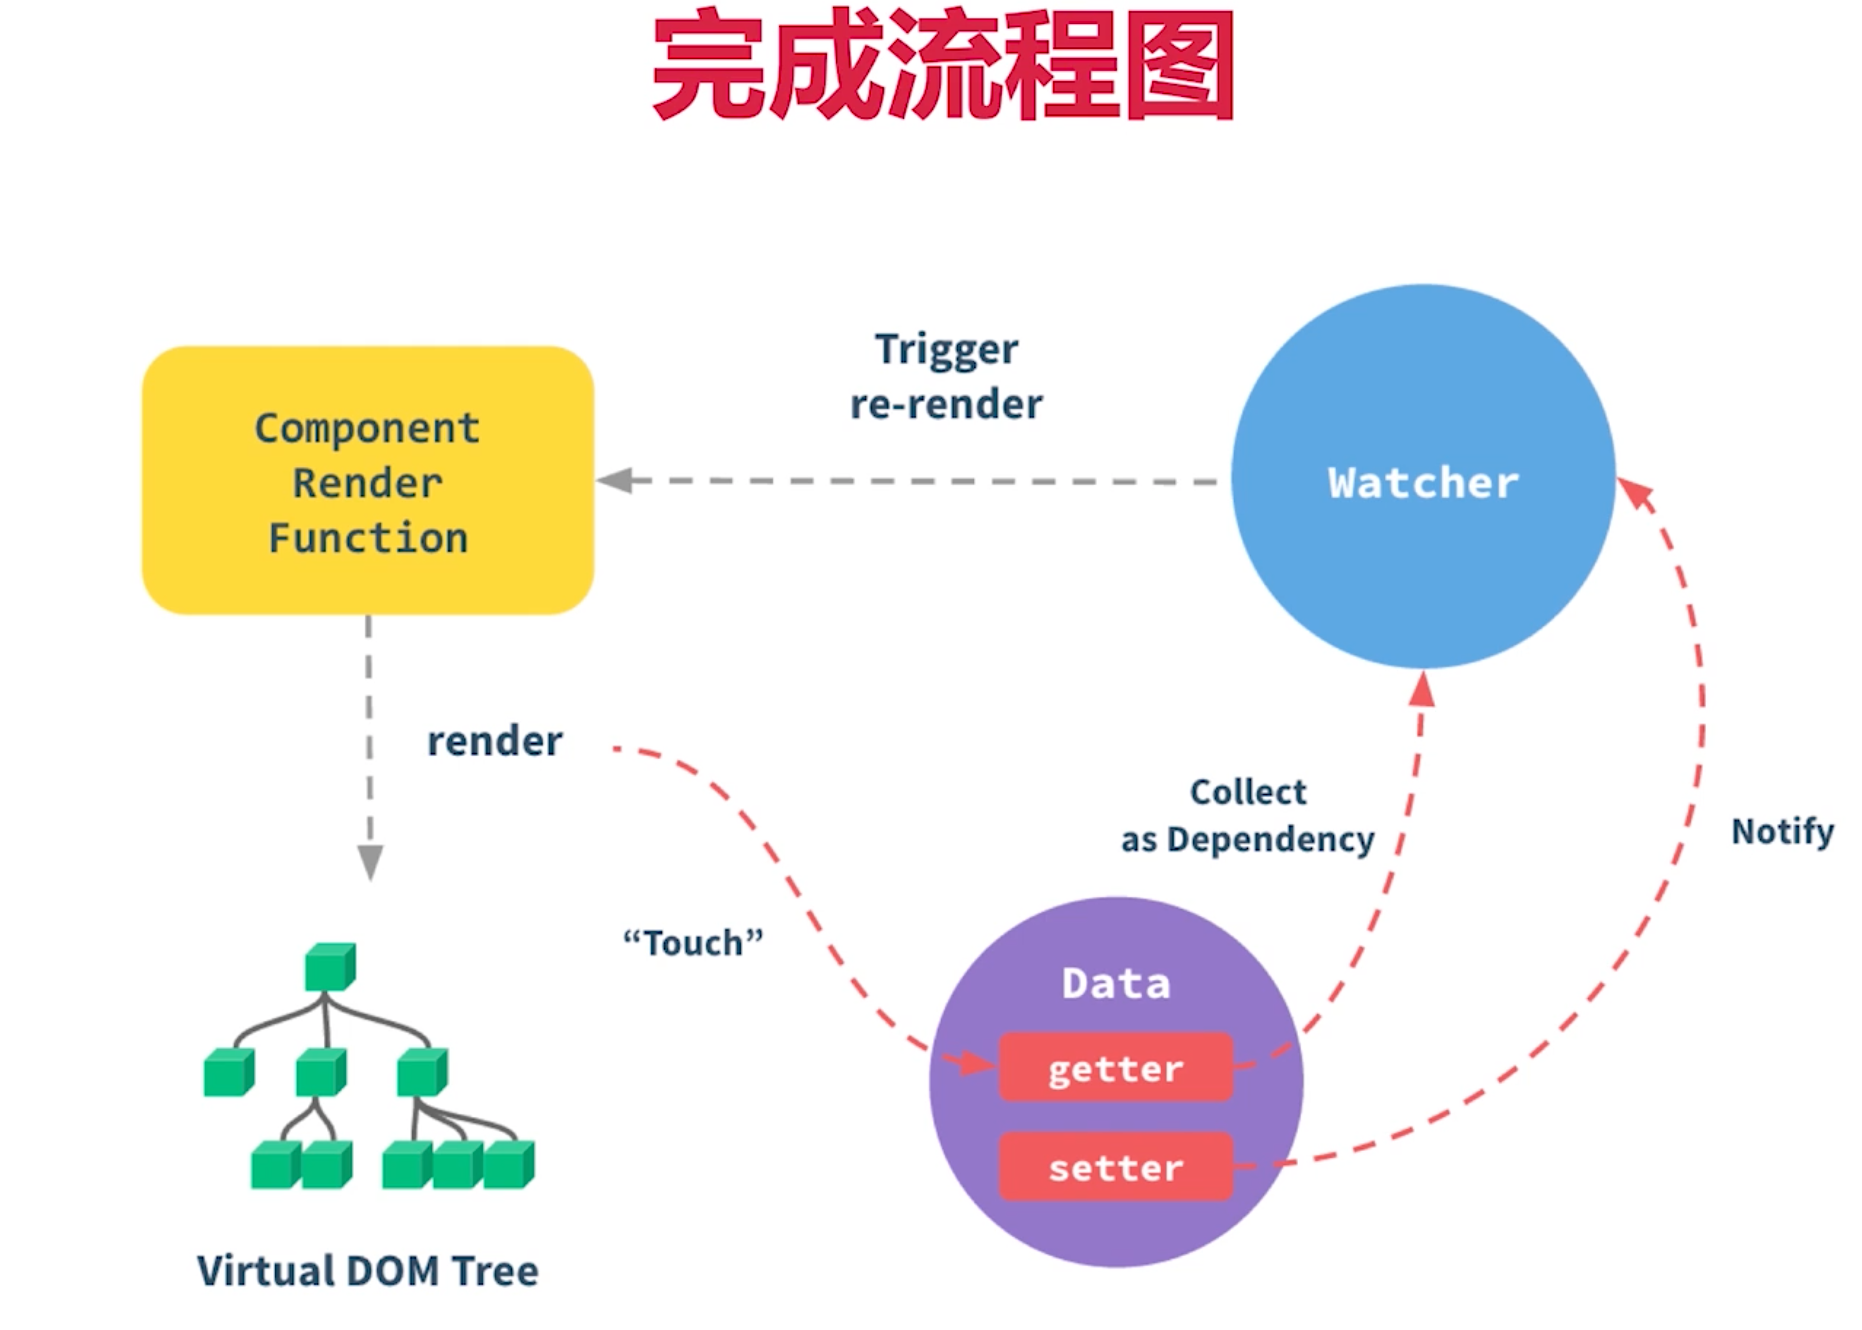 完成流程图
Trigger
re-render
Component
Render
Function
Watcher
render
Collect
as Dependency
Notify
“Touch”
Data
getter
setter
Virtual DOM Tree